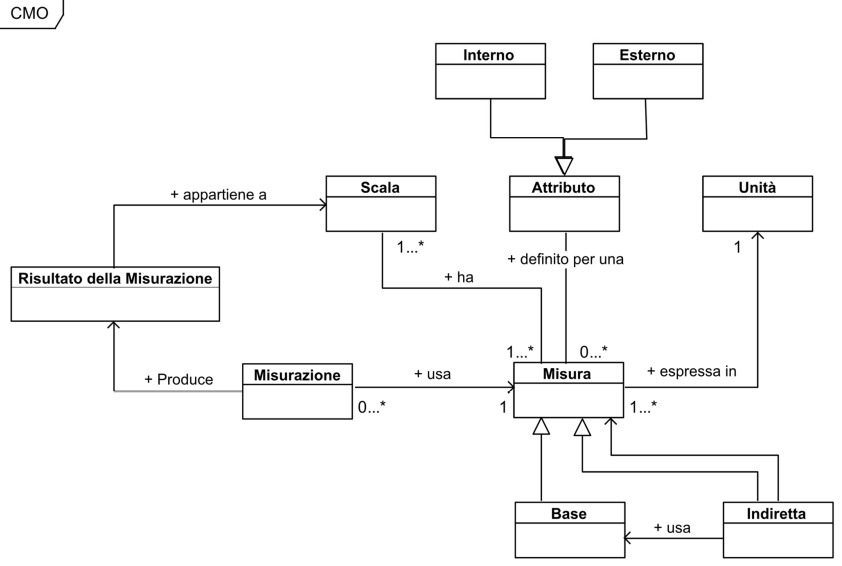 CMO
Interno
Esterno
+ appartiene a
Scala
Attributo
Unità
1...*
1
+ definito per una
Risultato della Misurazione
+ ha
1...*
0...*
+ Produce
Misurazione
+ usa
Misura
+ espressa in
0...*
1
1...*
Base
Indiretta
+ usa